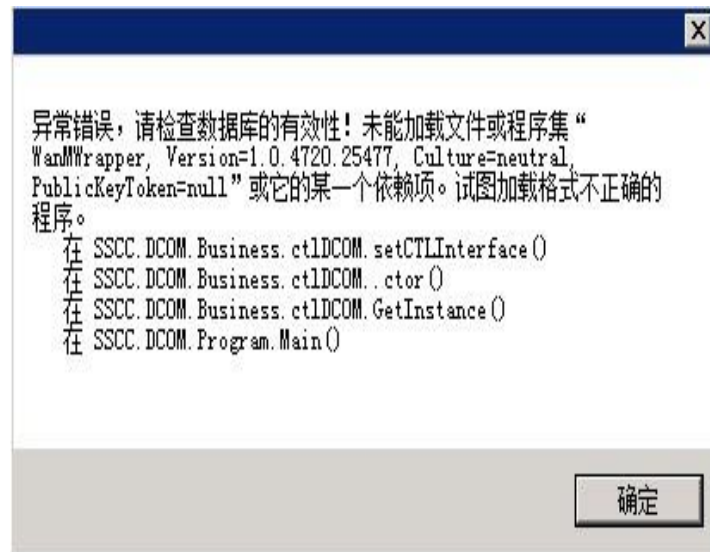 X
异常错误，请检查数据库的有效性！未能加载文件或程序集“
WanMWrapper, Version=1.0.4720.25477, Culture=neutral,
PublicKeyToken=null”或它的某一个依赖项。试图加载格式不正确的
程序。
在 SSCC.DCOM.Business.ctlDCOM.setCTLInterface()
在 SSCC.DCOM.Business.ctlDCOM..ctor()
在 SSCC.DCOM.Business.ctlDCOM.GetInstance()
在 SSCC.DCOM.Program.Main()
确定